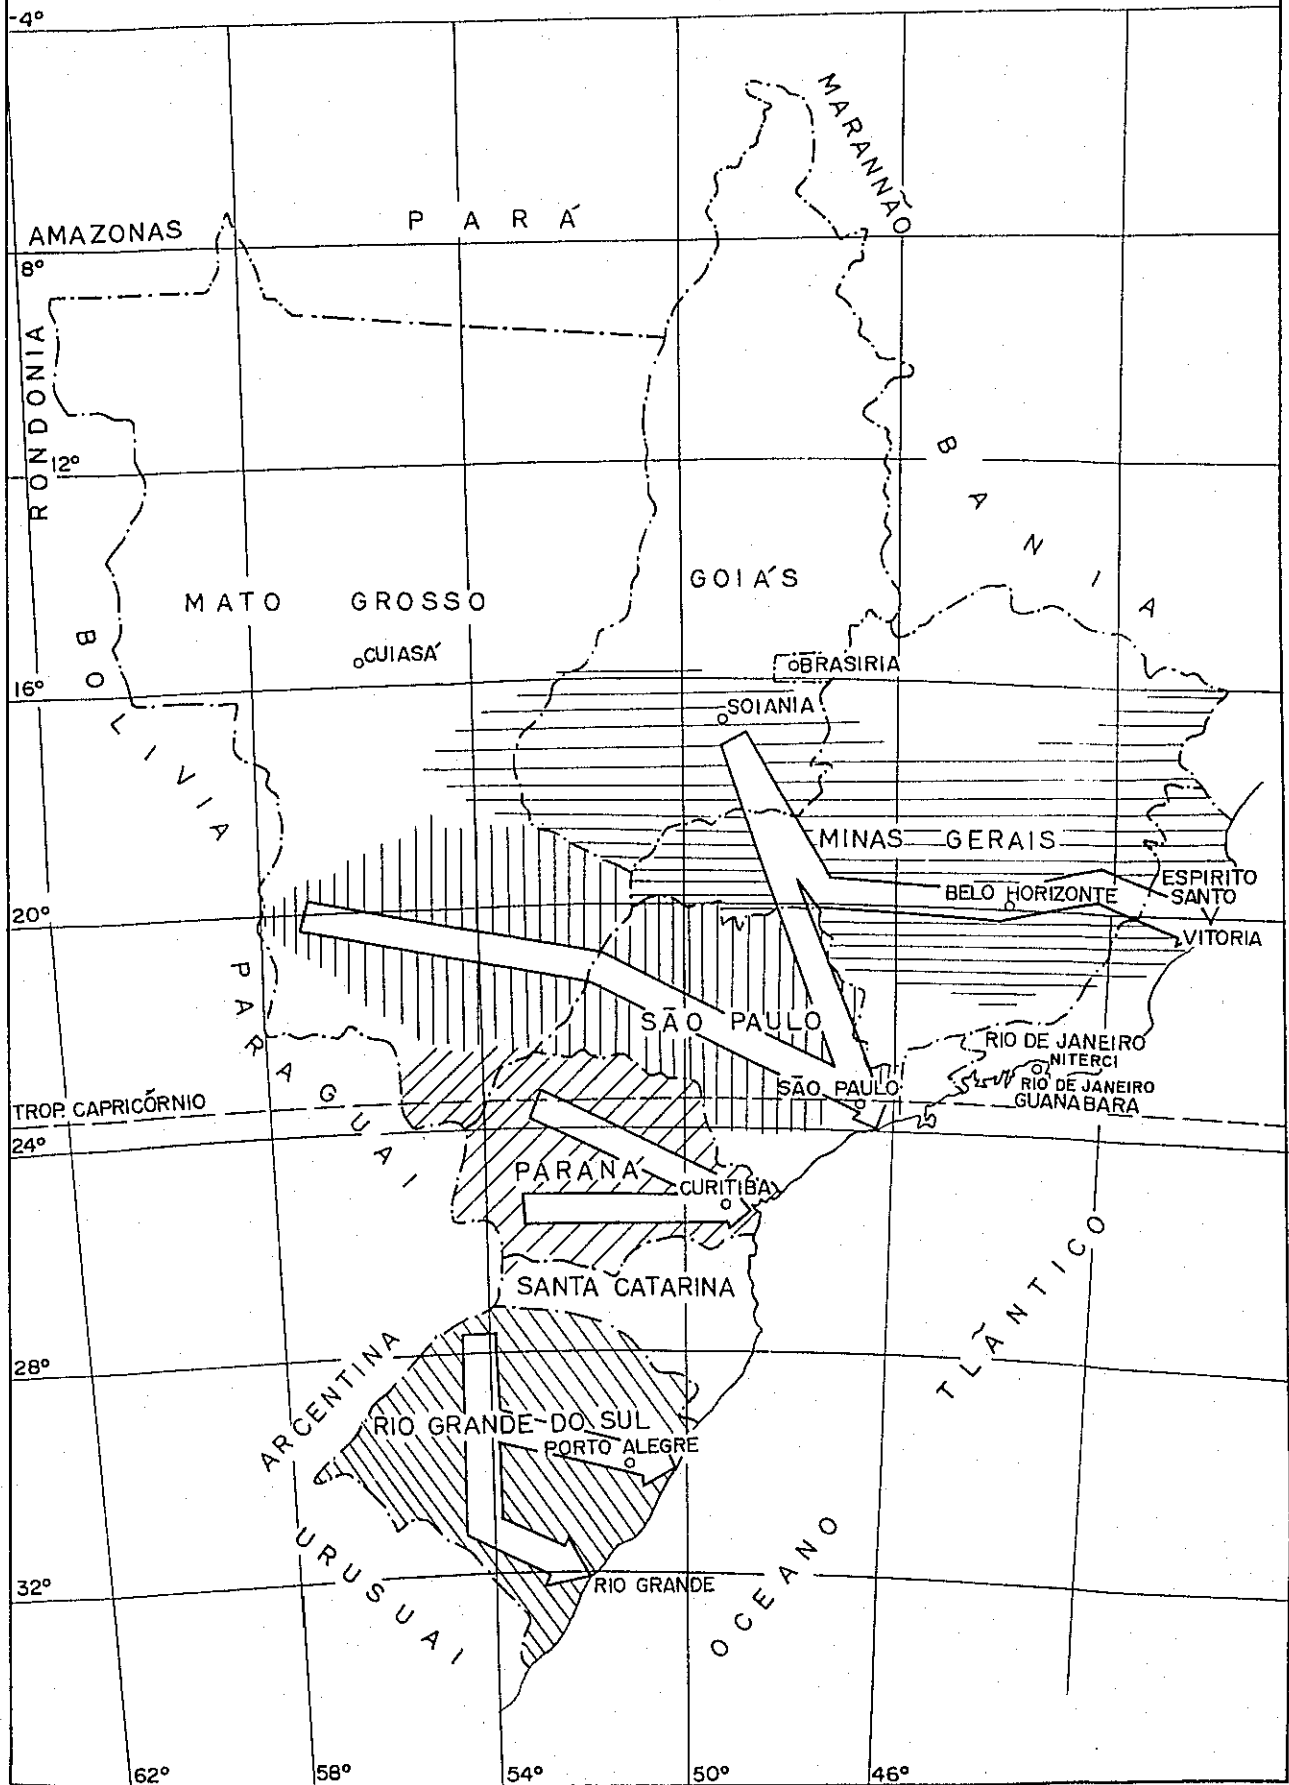 -4°
MARANNÃO
PARÁ
AMAZONAS
8°
RONDONIA
12°
BANIA
GOIÁS
MATO GROSSO
BOLIVIA
CUIASÁ
BRASIRIA
16°
SOIANIA
MINAS GERAIS
ESPIRITO
SANTO
BELO HORIZONTE
20°
VITORIA
PARAGUAI
SÃO PAULO
RIO DE JANEIRO
NITERCI
SÃO PAULO
RIO DE JANEIRO
GUANABARA
TROP. CAPRICÓRNIO
24°
PARANÁ
CURITIBA
SANTA CATARINA
TLÃNTICO
28°
ARCENTINA
RIO GRANDE-DO SUL
PORTO ALEGRE
URUSUAI
OCEANO
32°
RIO GRANDE
62°
58°
54°
50°
46°